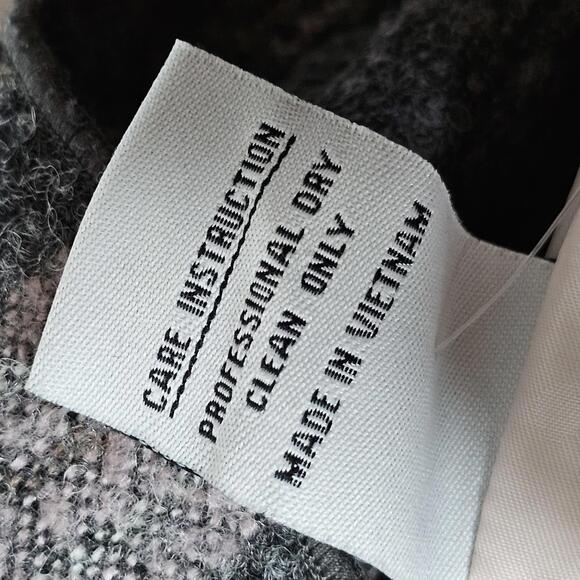 CARE INSTRUCTION
PROFESSIONAL DRY
CLEAN ONLY
MADE IN VIETNAM